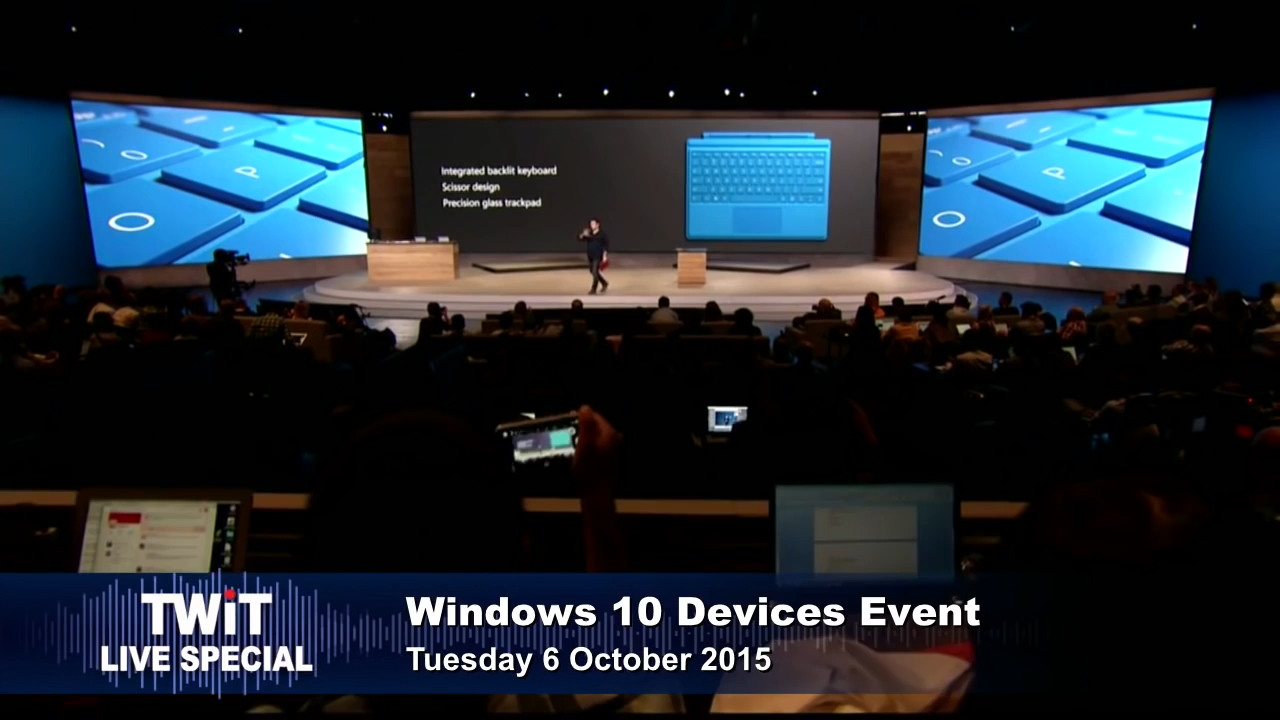 O
P
O
P
Integrated backlit keyboard
Scissor design
Precision glass trackpad
TWiT
LIVE SPECIAL
Windows 10 Devices Event
Tuesday 6 October 2015